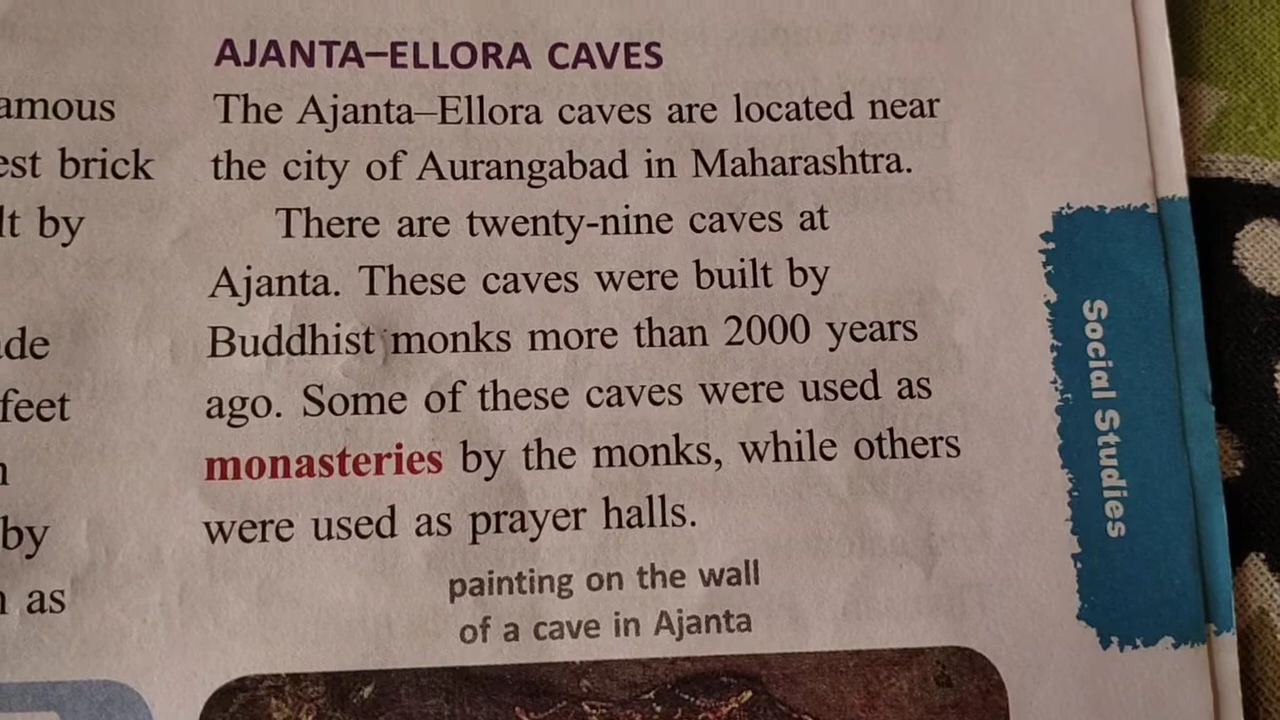 amous
est brick
lt by
de
feet
by
as
AJANTA–ELLORA CAVES
The Ajanta–Ellora caves are located near
the city of Aurangabad in Maharashtra.
There are twenty-nine caves at
Ajanta. These caves were built by
Buddhist monks more than 2000 years
ago. Some of these caves were used as
monasteries by the monks, while others
were used as prayer halls.
painting on the wall
of a cave in Ajanta
Social Studies